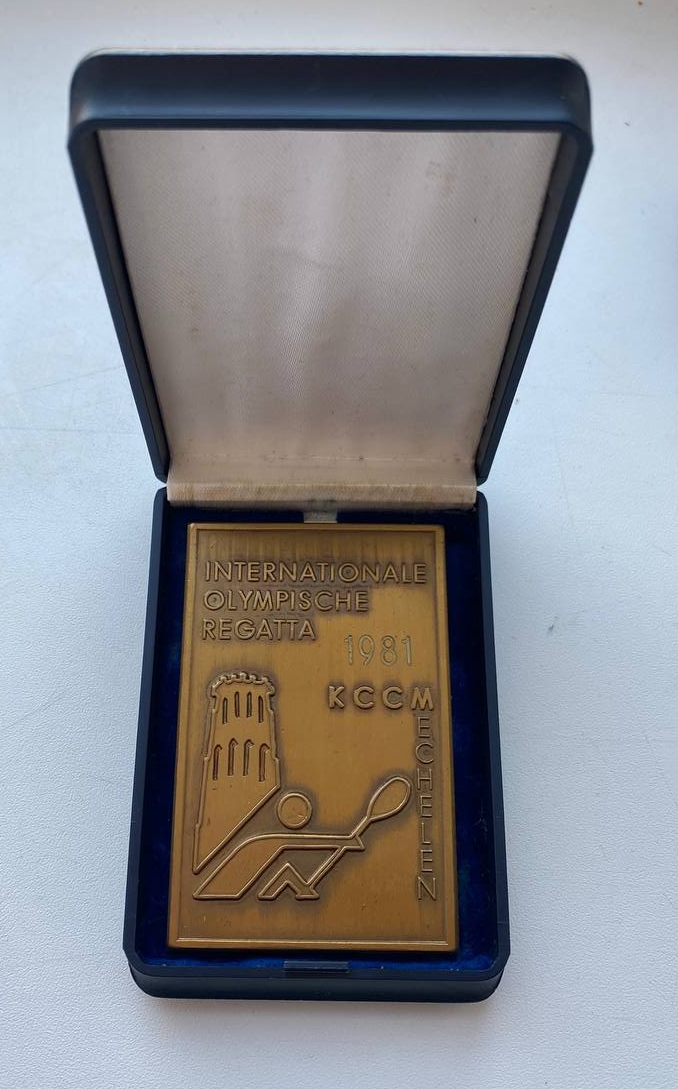 INTERNATIONALE
OLYMPISCHE
REGATTA
1981
KCCM
MECHELEN